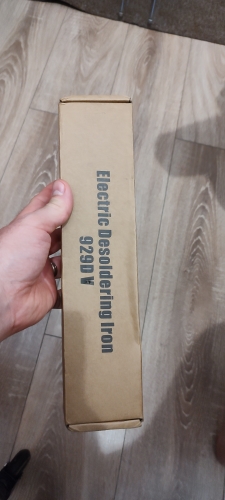 Electric Desoldering Iron
929D V